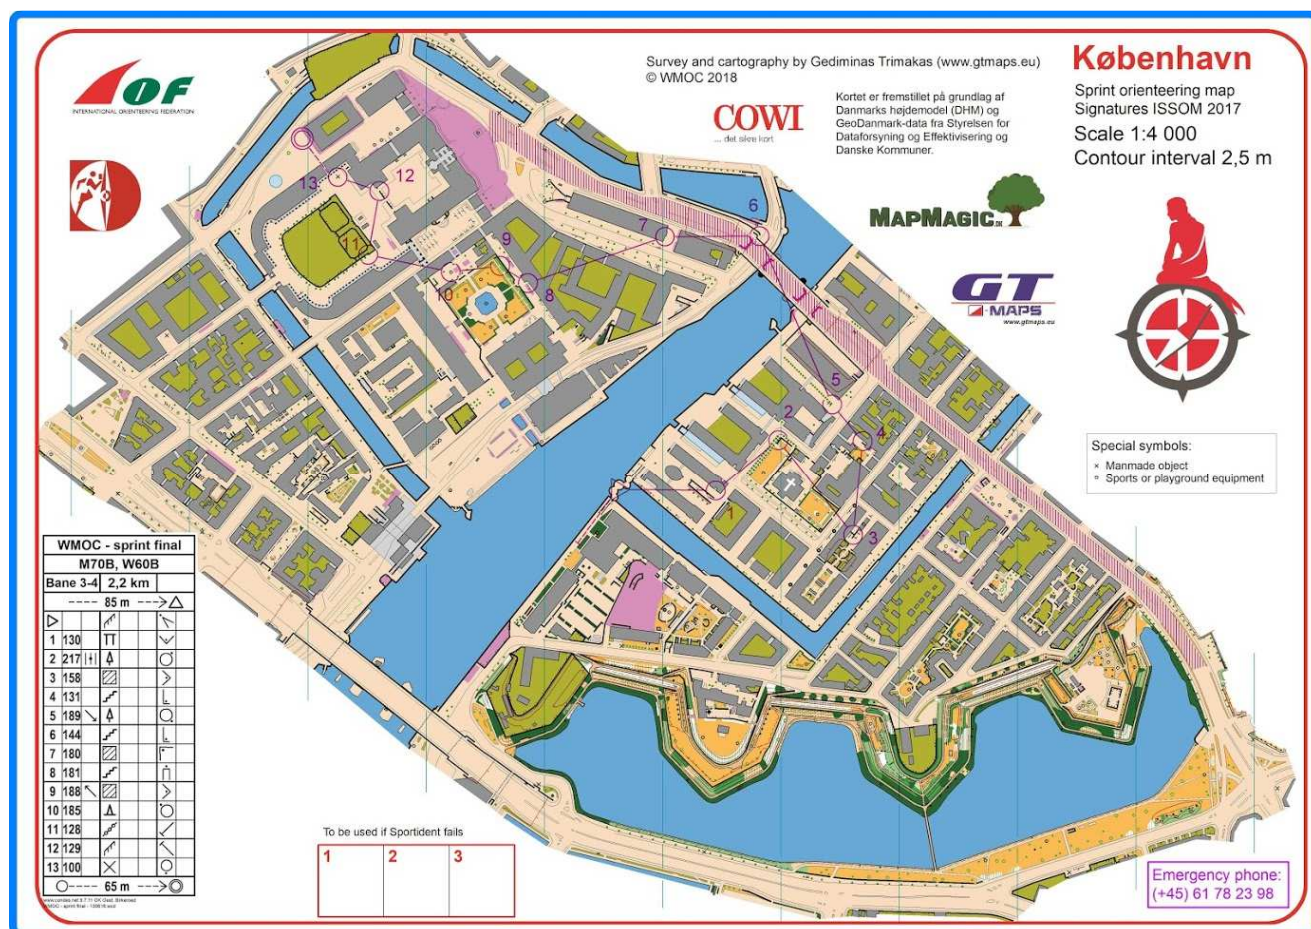 IOF
INTERNATIONAL ORIENTEERING FEDERATION
Survey and cartography by Gediminas Trimakas (www.gtmaps.eu)
© WMOC 2018
COWI
... det sikre kort
Kortet er fremstillet på grundlag af
Danmarks højdemodel (DHM) og
GeoDanmark-data fra Styrelsen for
Dataforsyning og Effektivisering og
Danske Kommuner.
København
Sprint orienteering map
Signatures ISSOM 2017
Scale 1:4 000
Contour interval 2,5 m
MAPMAGIC.DK
GT
-MAPS
www.gtmaps.eu
Special symbols:
× Manmade object
Sports or playground equipment
13
12
11
10
9
8
7
6
5
4
3
2
1
WMOC - sprint final
M70B, W60B
Bane 3-4 2,2 km
85 m
1 130
2 217
3 158
4 131
5 189
6 144
7 180
8 181
9 188
10 185
11 128
12 129
13 100
65 m
To be used if Sportident fails
1 2 3
Emergency phone:
(+45) 61 78 23 98